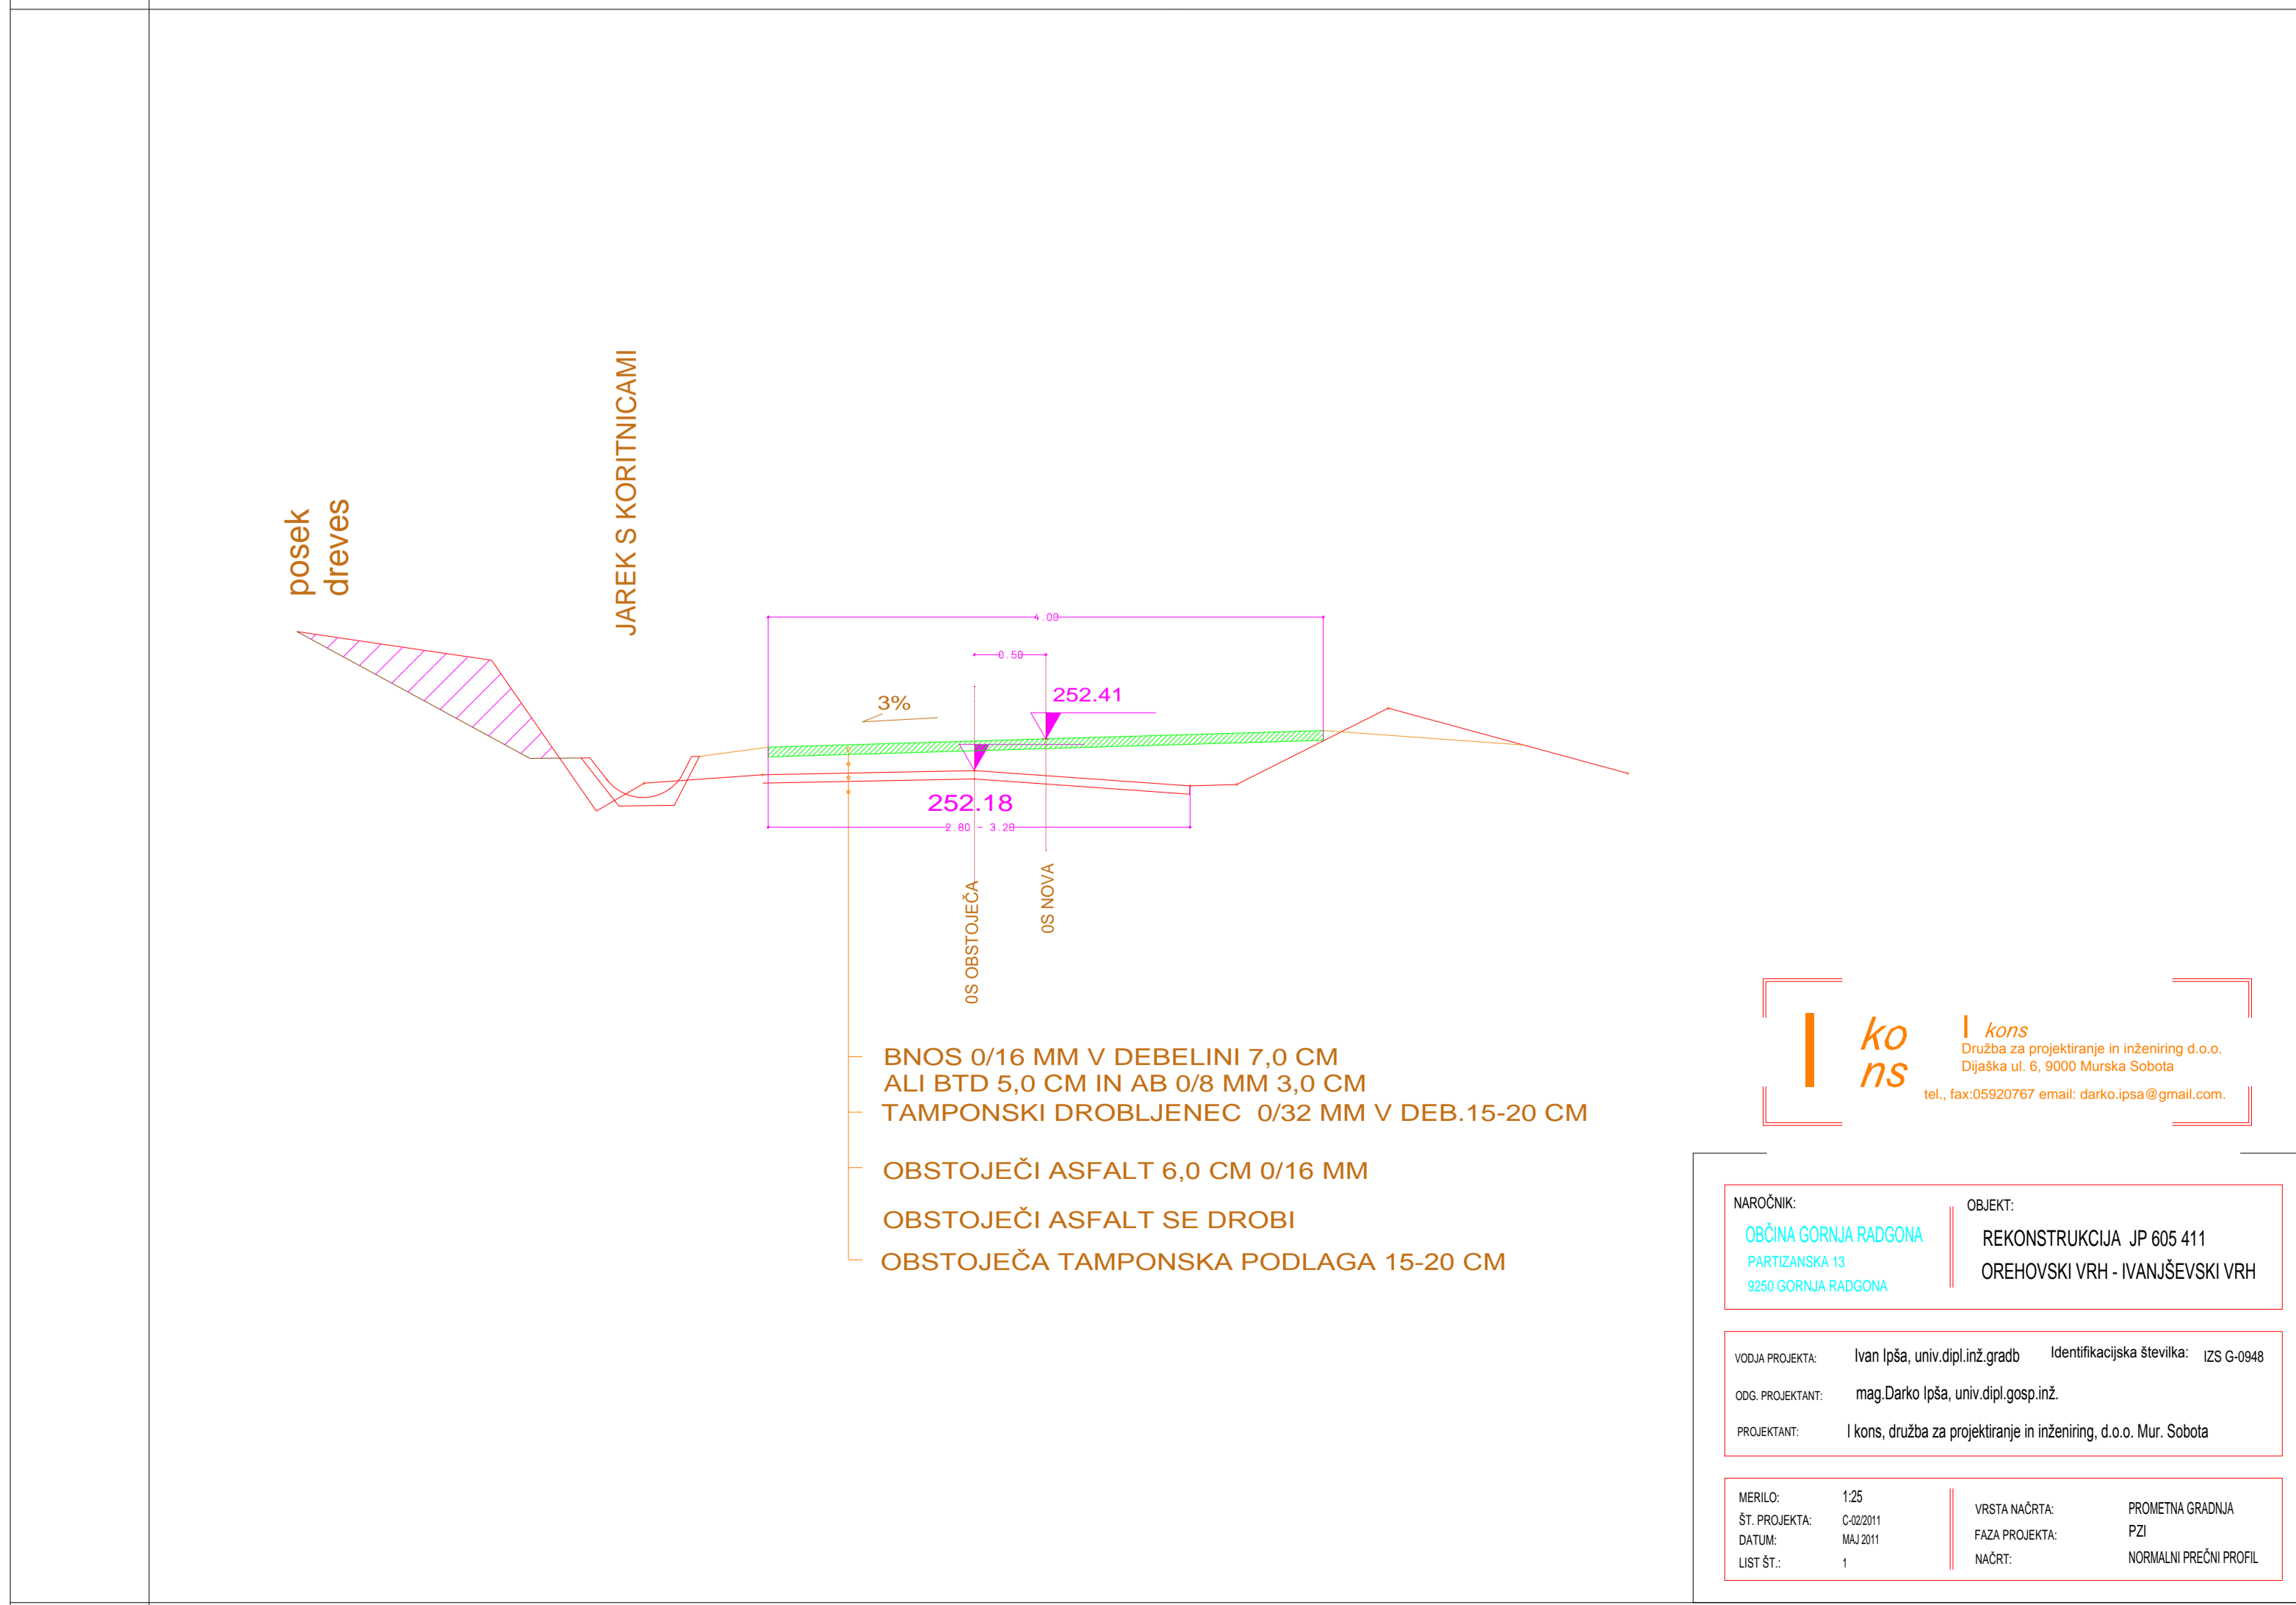 posek
dreves
JAREK S KORITNICAMI
4.00
0.50
3%
252.41
252.18
2.80 - 3.20
0S OBSTOJEČA
0S NOVA
BNOS 0/16 MM V DEBELINI 7,0 CM
ALI BTD 5,0 CM IN AB 0/8 MM 3,0 CM
TAMPONSKI DROBLJENEC 0/32 MM V DEB.15-20 CM
OBSTOJEČI ASFALT 6,0 CM 0/16 MM
OBSTOJEČI ASFALT SE DROBI
OBSTOJEČA TAMPONSKA PODLAGA 15-20 CM
I ko
ns
I kons
Družba za projektiranje in inženiring d.o.o.
Dijaška ul. 6, 9000 Murska Sobota
tel., fax:05920767 email: darko.ipsa@gmail.com.
NAROČNIK:
OBČINA GORNJA RADGONA
PARTIZANSKA 13
9250 GORNJA RADGONA
OBJEKT:
REKONSTRUKCIJA JP 605 411
OREHOVSKI VRH - IVANJŠEVSKI VRH
VODJA PROJEKTA: Ivan Ipša, univ.dipl.inž.gradb Identifikacijska številka: IZS G-0948
ODG. PROJEKTANT: mag.Darko Ipša, univ.dipl.gosp.inž.
PROJEKTANT: I kons, družba za projektiranje in inženiring, d.o.o. Mur. Sobota
MERILO: 1:25
ŠT. PROJEKTA: C-02/2011
DATUM: MAJ 2011
LIST ŠT.: 1
VRSTA NAČRTA: PROMETNA GRADNJA
FAZA PROJEKTA: PZI
NAČRT: NORMALNI PREČNI PROFIL